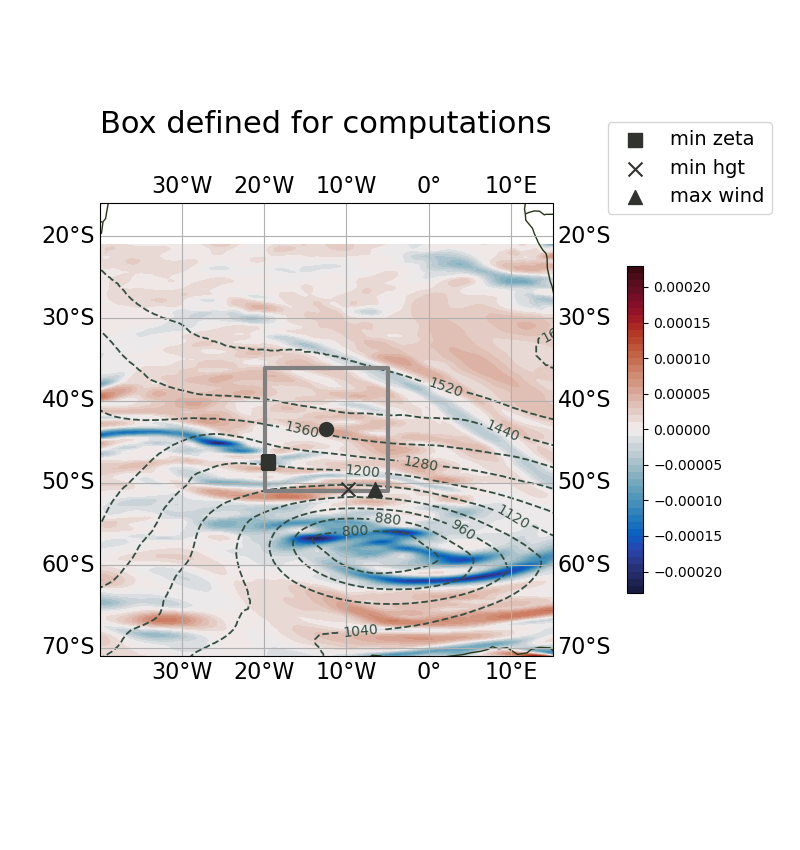 Box defined for computations
min zeta
min hgt
max wind
30°W 20°W 10°W 0° 10°E
20°S 20°S
30°S 30°S
40°S 40°S
50°S 50°S
60°S 60°S
70°S 70°S
30°W 20°W 10°W 0° 10°E
1520
1440
1360
1280
1200
1120
880
960
800
1040
0.00020
0.00015
0.00010
0.00005
0.00000
−0.00005
−0.00010
−0.00015
−0.00020